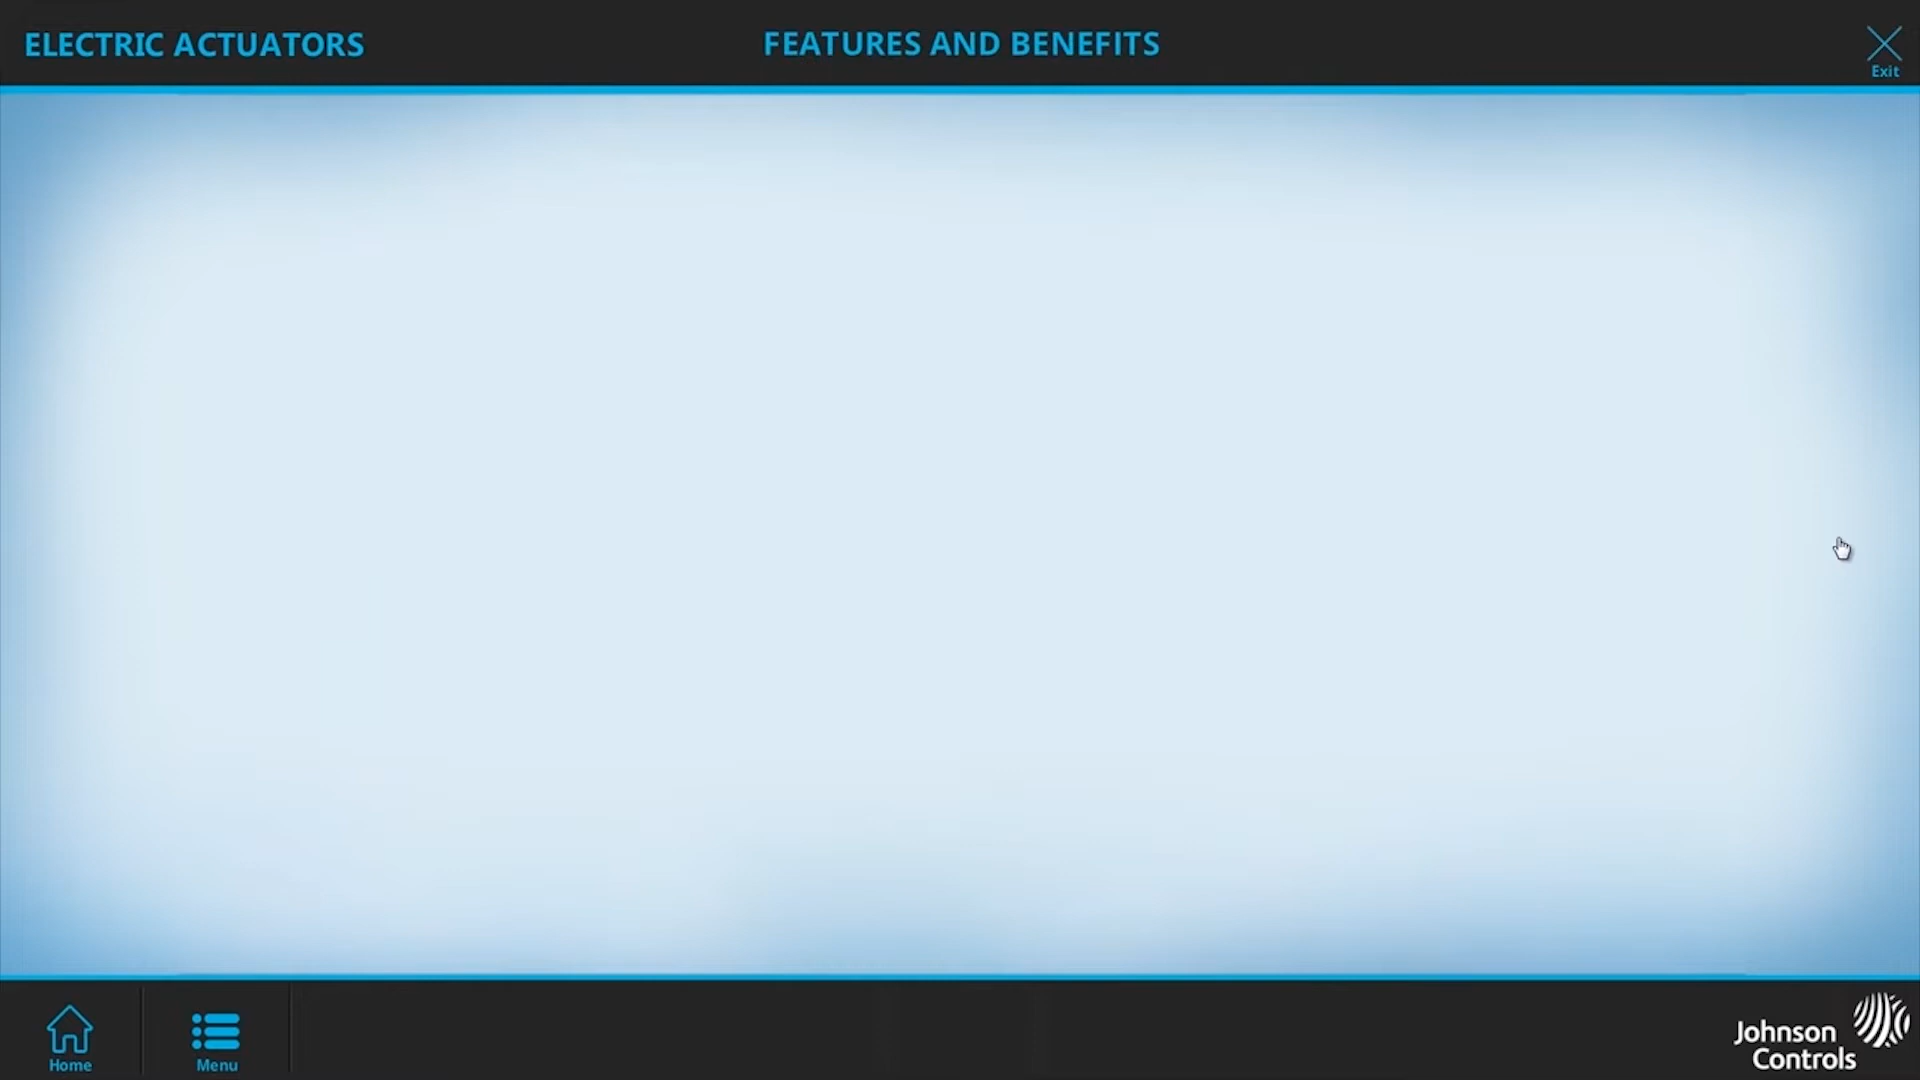 ELECTRIC ACTUATORS
FEATURES AND BENEFITS
Exit
Home
Menu
Johnson
Controls